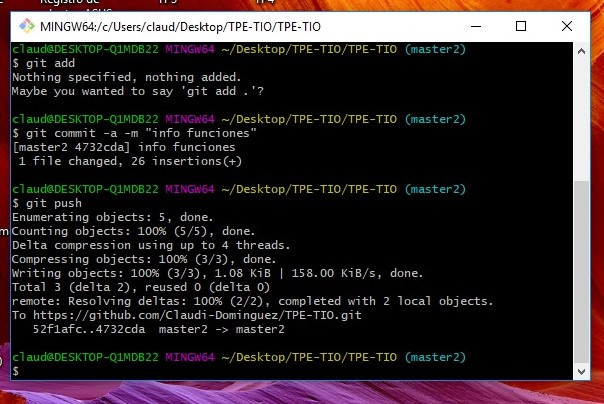 MINGW64:/c/Users/claud/Desktop/TPE-TIO/TPE-TIO
claud@DESKTOP-Q1MDB22 MINGW64 ~/Desktop/TPE-TIO/TPE-TIO (master2)
$ git add
Nothing specified, nothing added.
Maybe you wanted to say 'git add .'?
claud@DESKTOP-Q1MDB22 MINGW64 ~/Desktop/TPE-TIO/TPE-TIO (master2)
$ git commit -a -m "info funciones"
[master2 4732cda] info funciones
1 file changed, 26 insertions(+)
claud@DESKTOP-Q1MDB22 MINGW64 ~/Desktop/TPE-TIO/TPE-TIO (master2)
$ git push
Enumerating objects: 5, done.
Counting objects: 100% (5/5), done.
Delta compression using up to 4 threads.
Compressing objects: 100% (3/3), done.
Writing objects: 100% (3/3), 1.08 KiB | 158.00 KiB/s, done.
Total 3 (delta 2), reused 0 (delta 0)
remote: Resolving deltas: 100% (2/2), completed with 2 local objects.
To https://github.com/Claudi-Dominguez/TPE-TIO.git
52f1afc..4732cda master2 -> master2
claud@DESKTOP-Q1MDB22 MINGW64 ~/Desktop/TPE-TIO/TPE-TIO (master2)
$